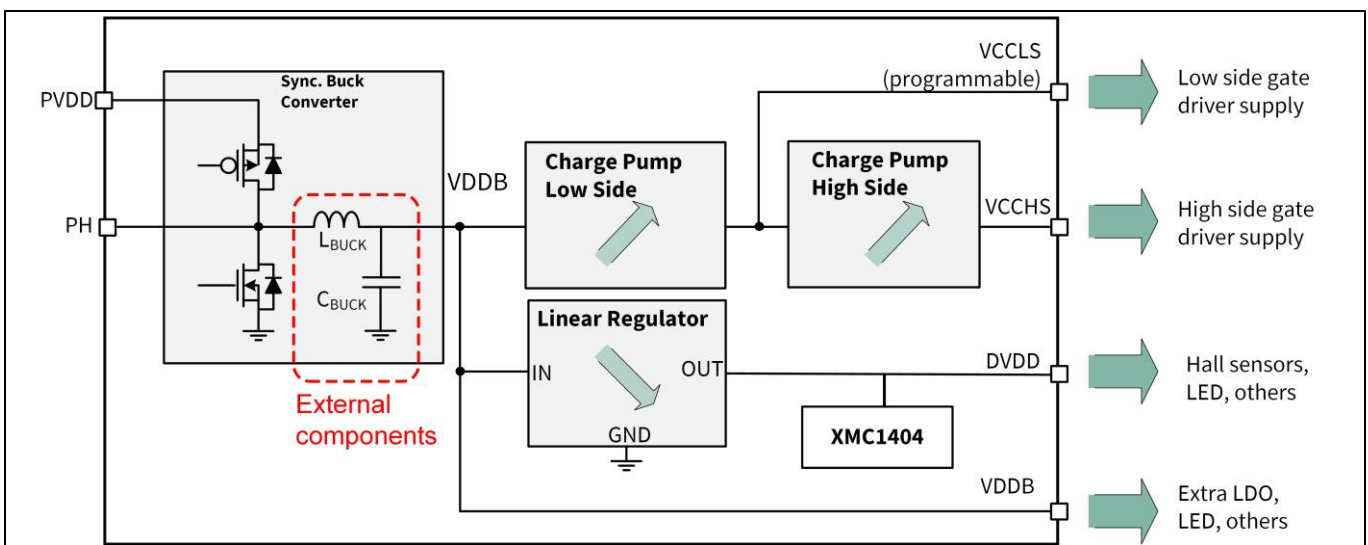 Sync. Buck
Converter
PVDD
PH
LBUCK
CBUCK
External
components
VDDB
Charge Pump
Low Side
Charge Pump
High Side
VCCLS
(programmable)
VCCHS
Linear Regulator
IN
OUT
GND
DVDD
XMC1404
VDDB
Low side gate
driver supply
High side gate
driver supply
Hall sensors,
LED, others
Extra LDO,
LED, others